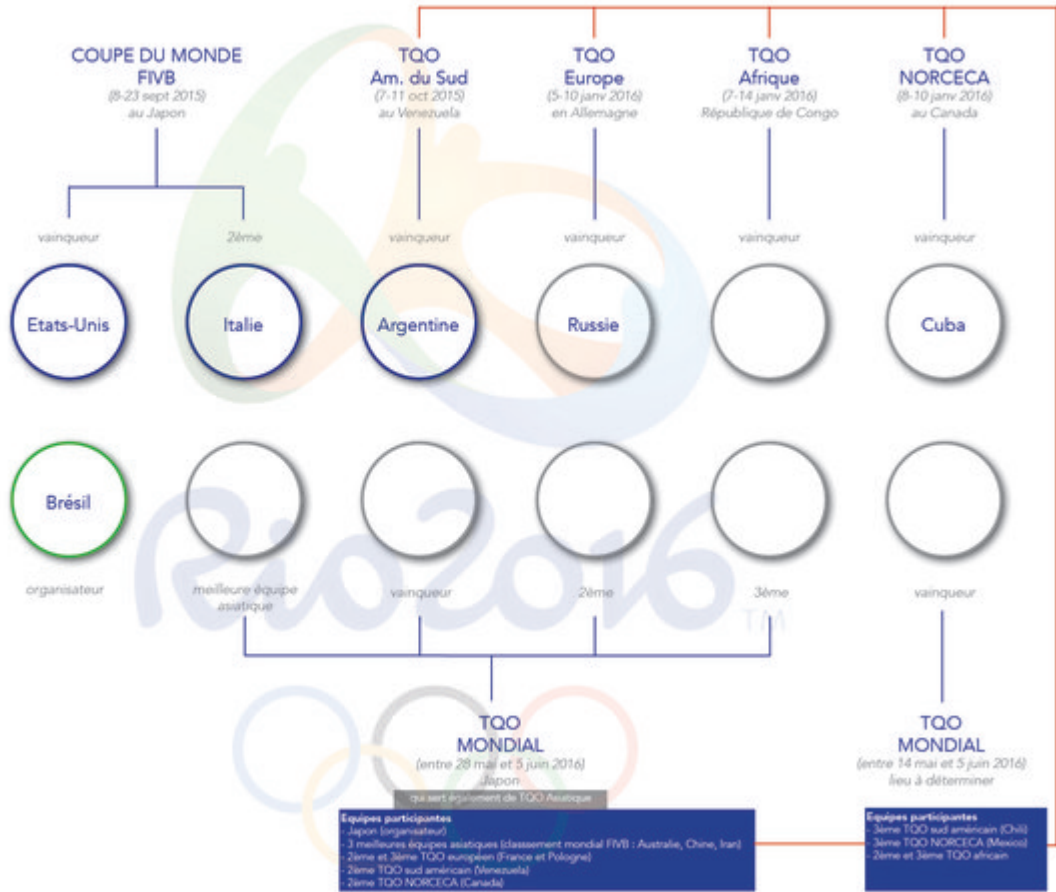 COUPE DU MONDE
FIVB
(8-23 sept 2015)
au Japon
TQO
Am. du Sud
(7-11 oct 2015)
au Venezuela
TQO
Europe
(5-10 janv 2016)
en Allemagne
TQO
Afrique
(7-14 janv 2016)
République de Congo
TQO
NORCECA
(8-10 janv 2016)
au Canada
vainqueur
2ème
vainqueur
vainqueur
vainqueur
vainqueur
Etats-Unis
Italie
Argentine
Russie
Cuba
Brésil
Rio2016
TM
organisateur
meilleure équipe
asiatique
vainqueur
2ème
3ème
vainqueur
TQO
MONDIAL
(entre 28 mai et 5 juin 2016)
Japon
qui sert également de TQO Asiatique
Equipes participantes
- Japon (organisateur)
- 3 meilleures équipes asiatiques (classsement mondial FIVB : Australie, Chine, Iran)
- 2ème et 3ème TQO européen (France et Pologne)
- 2ème TQO sud américain (Venezuela)
- 2ème TQO NORCECA (Canada)
TQO
MONDIAL
(entre 14 mai et 5 juin 2016)
lieu à déterminer
Equipes participantes
- 3ème TQO sud américain (Chili)
- 3ème TQO NORCECA (Mexico)
- 2ème et 3ème TQO africain